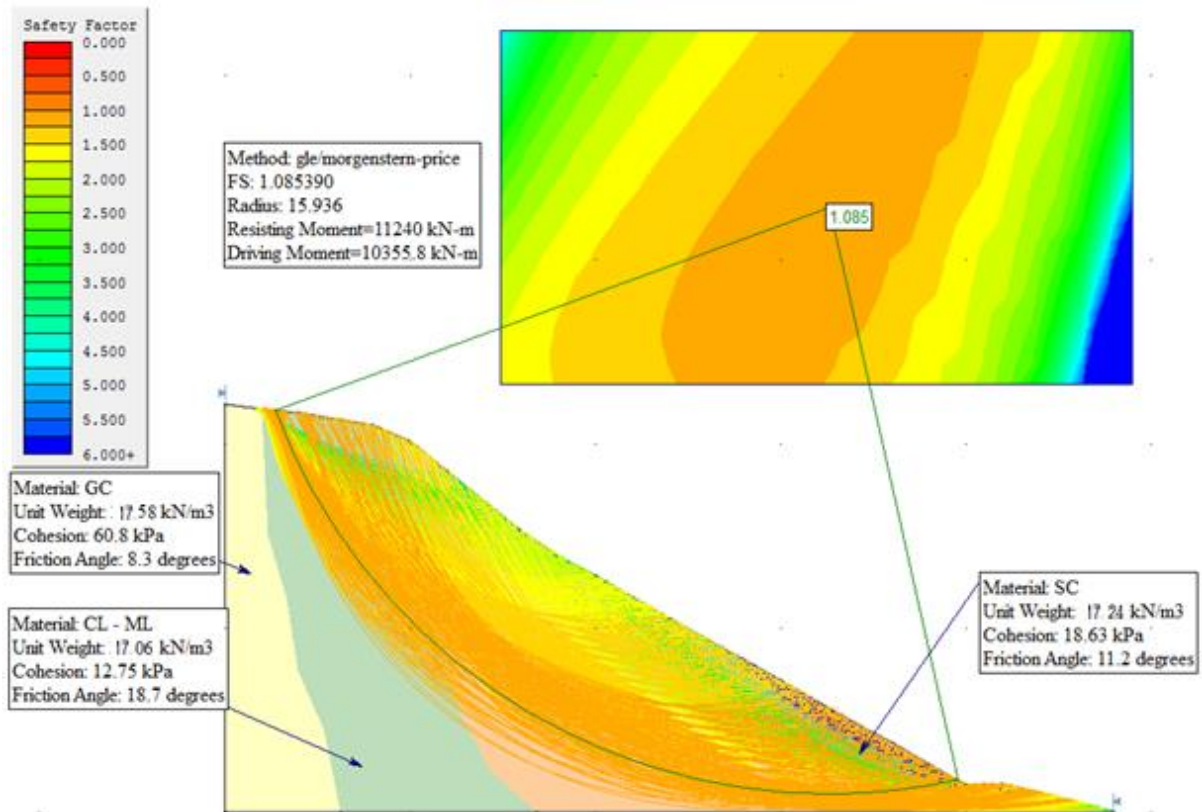 Safety Factor
0.000
0.500
1.000
1.500
2.000
2.500
3.000
3.500
4.000
4.500
5.000
5.500
6.000+
Method: gle/morgenstern-price
FS: 1.085390
Radius: 15.936
Resisting Moment=11240 kN-m
Driving Moment=10355.8 kN-m
1.085
Material: GC
Unit Weight: 17.58 kN/m3
Cohesion: 60.8 kPa
Friction Angle: 8.3 degrees
Material: CL - ML
Unit Weight: 17.06 kN/m3
Cohesion: 12.75 kPa
Friction Angle: 18.7 degrees
Material: SC
Unit Weight: 17.24 kN/m3
Cohesion: 18.63 kPa
Friction Angle: 11.2 degrees